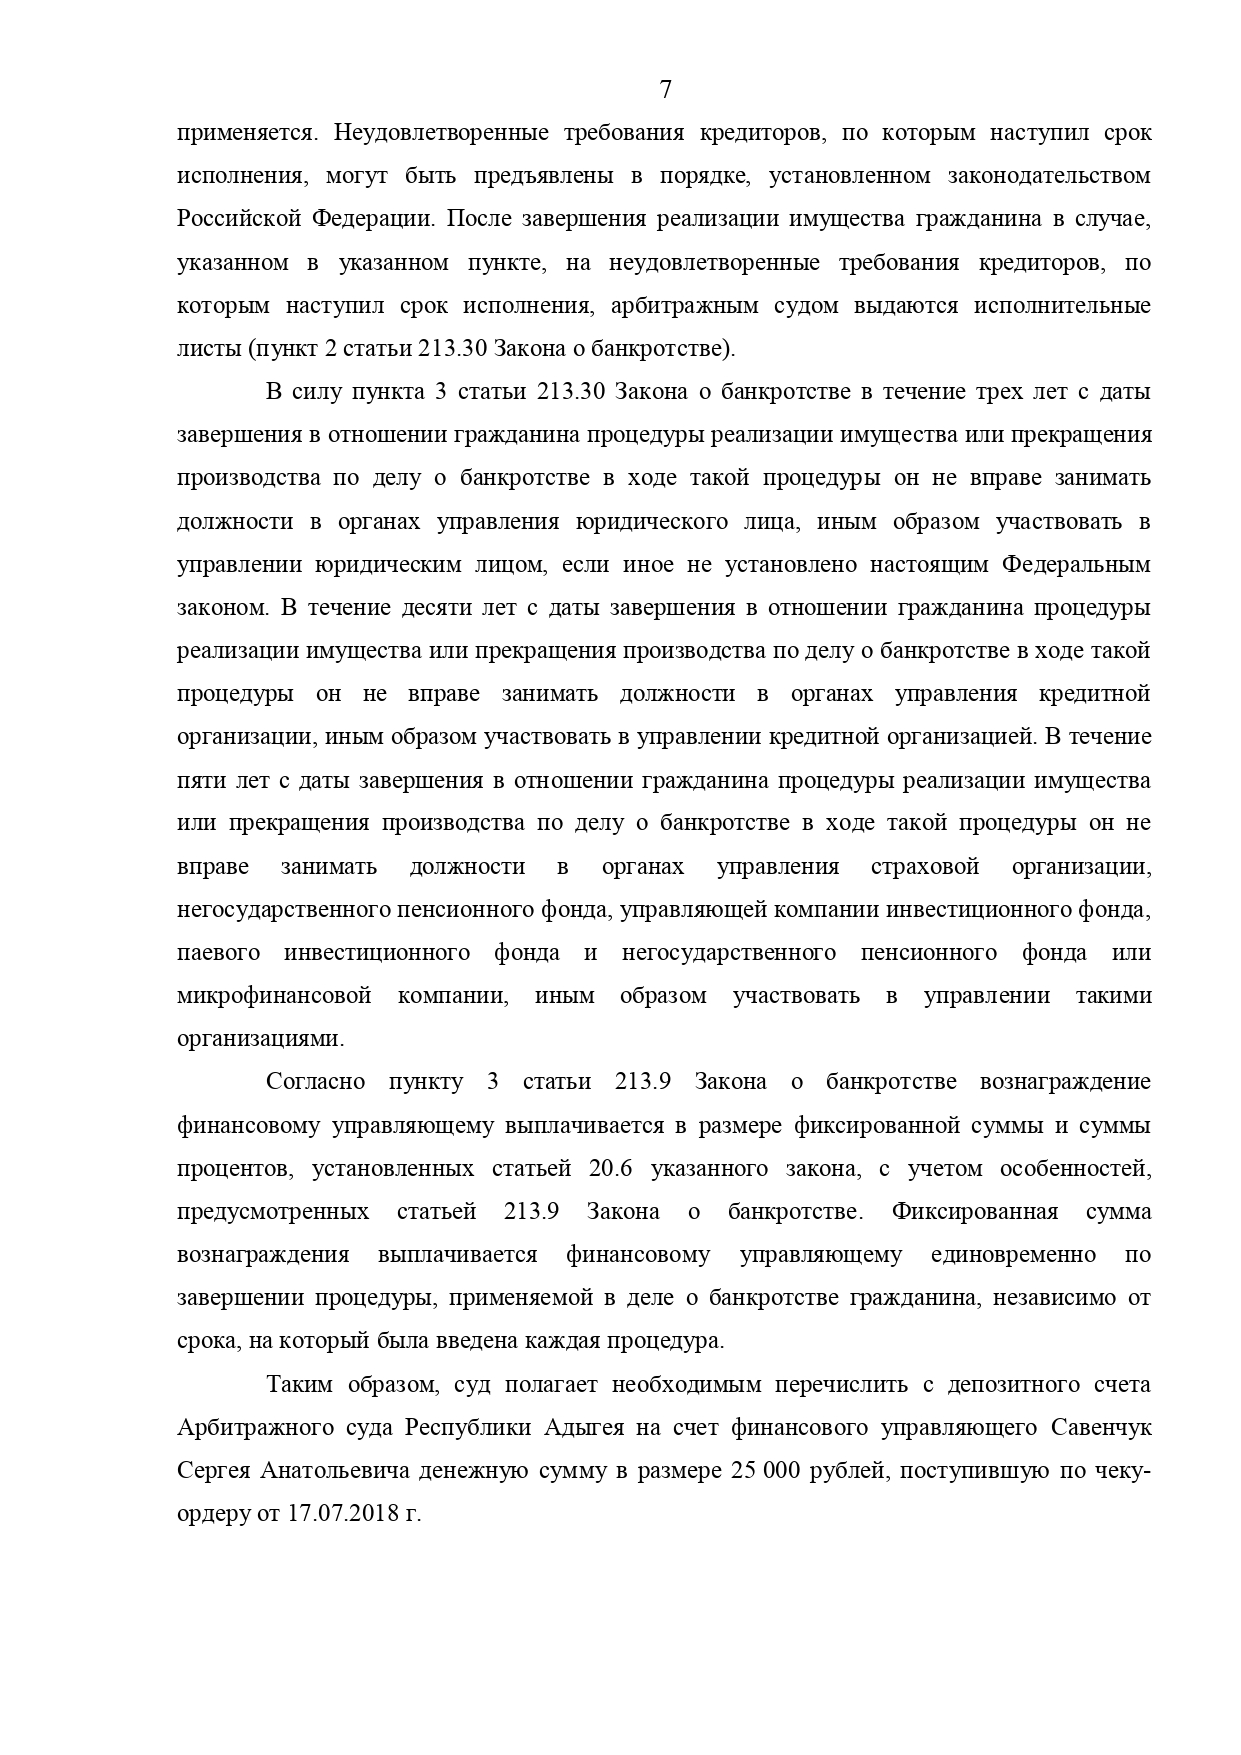 7
применяется. Неудовлетворенные требования кредиторов, по которым наступил срок
исполнения, могут быть предъявлены в порядке, установленном законодательством
Российской Федерации. После завершения реализации имущества гражданина в случае,
указанном в указанном пункте, на неудовлетворенные требования кредиторов, по
которым наступил срок исполнения, арбитражным судом выдаются исполнительные
листы (пункт 2 статьи 213.30 Закона о банкротстве).
В силу пункта 3 статьи 213.30 Закона о банкротстве в течение трех лет с даты
завершения в отношении гражданина процедуры реализации имущества или прекращения
производства по делу о банкротстве в ходе такой процедуры он не вправе занимать
должности в органах управления юридического лица, иным образом участвовать в
управлении юридическим лицом, если иное не установлено настоящим Федеральным
законом. В течение десяти лет с даты завершения в отношении гражданина процедуры
реализации имущества или прекращения производства по делу о банкротстве в ходе такой
процедуры он не вправе занимать должности в органах управления кредитной
организации, иным образом участвовать в управлении кредитной организацией. В течение
пяти лет с даты завершения в отношении гражданина процедуры реализации имущества
или прекращения производства по делу о банкротстве в ходе такой процедуры он не
вправе занимать должности в органах управления страховой организации,
негосударственного пенсионного фонда, управляющей компании инвестиционного фонда,
паевого инвестиционного фонда и негосударственного пенсионного фонда или
микрофинансовой компании, иным образом участвовать в управлении такими
организациями.
Согласно пункту 3 статьи 213.9 Закона о банкротстве вознаграждение
финансовому управляющему выплачивается в размере фиксированной суммы и суммы
процентов, установленных статьей 20.6 указанного закона, с учетом особенностей,
предусмотренных статьей 213.9 Закона о банкротстве. Фиксированная сумма
вознаграждения выплачивается финансовому управляющему единовременно по
завершении процедуры, применяемой в деле о банкротстве гражданина, независимо от
срока, на который была введена каждая процедура.
Таким образом, суд полагает необходимым перечислить с депозитного счета
Арбитражного суда Республики Адыгея на счет финансового управляющего Савенчук
Сергея Анатольевича денежную сумму в размере 25 000 рублей, поступившую по чеку-
ордеру от 17.07.2018 г.